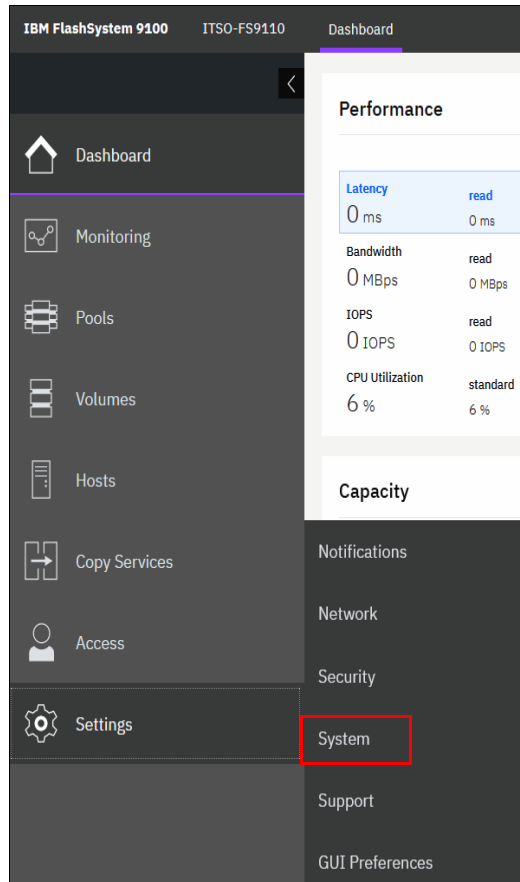 IBM FlashSystem 9100 ITSO-FS9110 Dashboard
Performance
Dashboard
Latency read
0 ms 0 ms
Monitoring
Bandwidth read
0 MBps 0 MBps
Pools
IOPS read
0 IOPS 0 IOPS
CPU Utilization standard
6 % 6 %
Volumes
Hosts
Capacity
Copy Services
Access
Settings
Notifications
Network
Security
System
Support
GUI Preferences